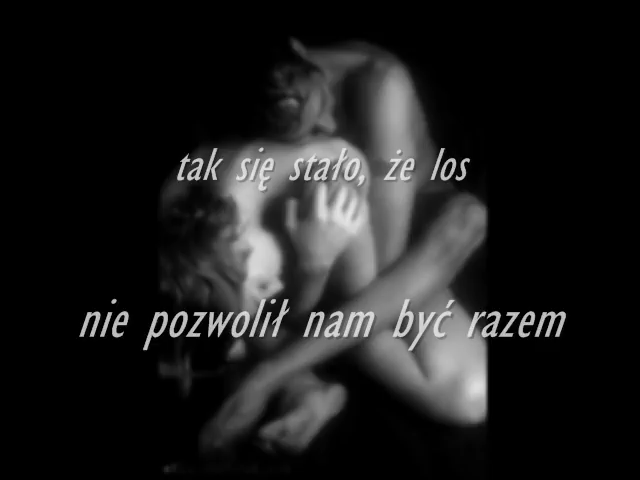 tak się stało, że los
nie pozwolił nam być razem